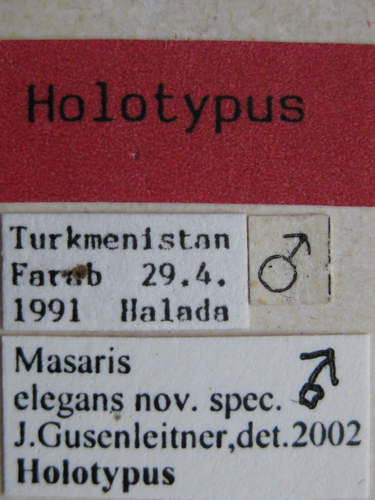 Holotypus
Turkmenistan ♂
Farab 29.4.
1991 Halada
Masaris ♂
elegans nov. spec.
J.Gusenleitner,det.2002
Holotypus